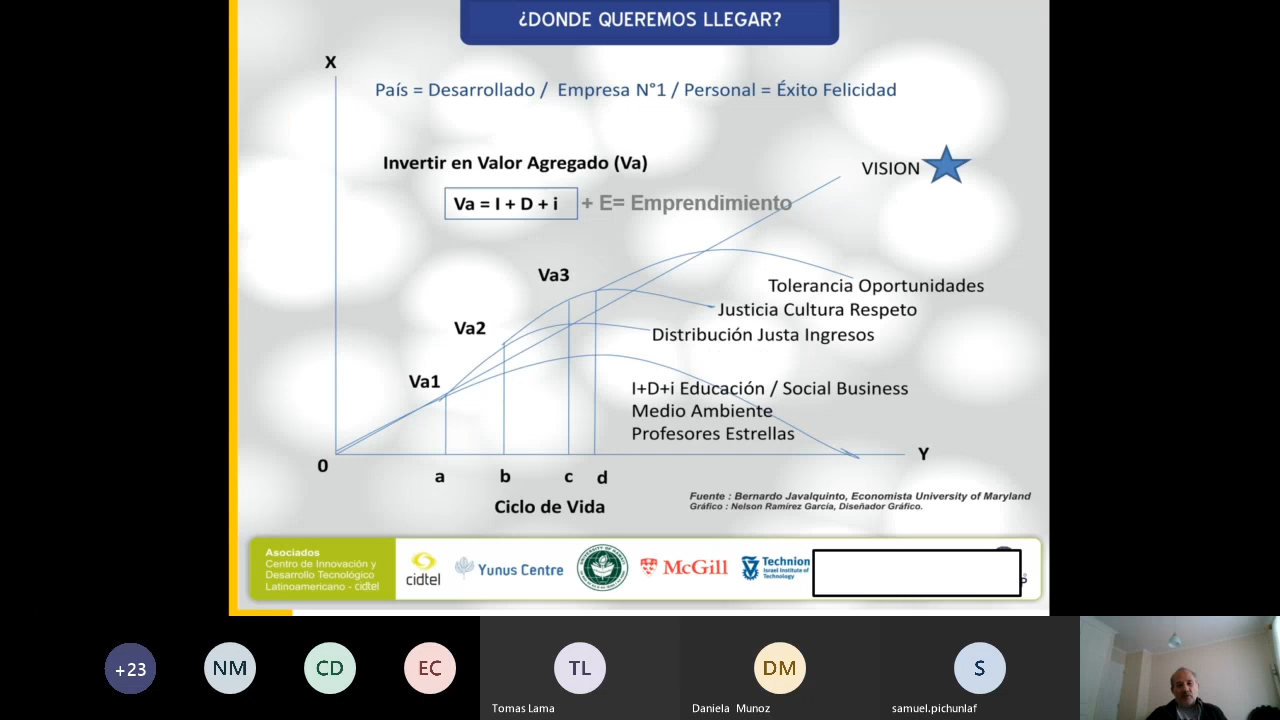 ¿DONDE QUEREMOS LLEGAR?
X
País = Desarrollado / Empresa N°1 / Personal = Éxito Felicidad
Invertir en Valor Agregado (Va)
VISION
Va = I + D + i + E= Emprendimiento
Va3
Tolerancia Oportunidades
Justicia Cultura Respeto
Va2
Distribución Justa Ingresos
Va1
I+D+i Educación / Social Business
Medio Ambiente
Profesores Estrellas
0
Y
a b c d
Ciclo de Vida
Fuente : Bernardo Javalquinto, Economista University of Maryland
Gráfico : Nelson Ramírez García, Diseñador Gráfico.
Asociados
Centro de Innovación y
Desarrollo Tecnológico
Latinoamericano - cidtel
cidtel
Yunus Centre
McGill
Technion
Israel Institute of
Technology
+23
NM
CD
EC
TL
DM
S
Tomas Lama
Daniela Munoz
samuel.pichunlaf